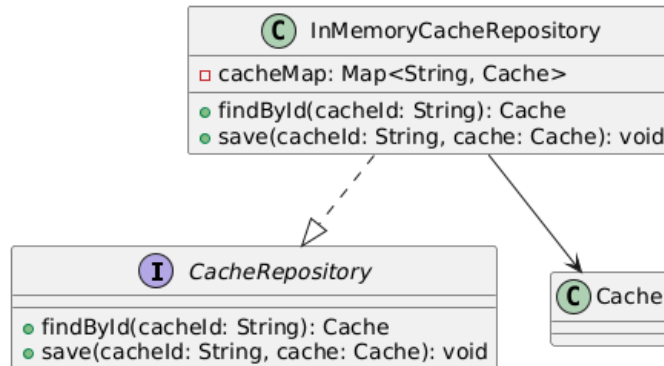 C InMemoryCacheRepository
cacheMap: Map<String, Cache>
findById(cacheId: String): Cache
save(cacheId: String, cache: Cache): void
I CacheRepository
findById(cacheId: String): Cache
save(cacheId: String, cache: Cache): void
C Cache